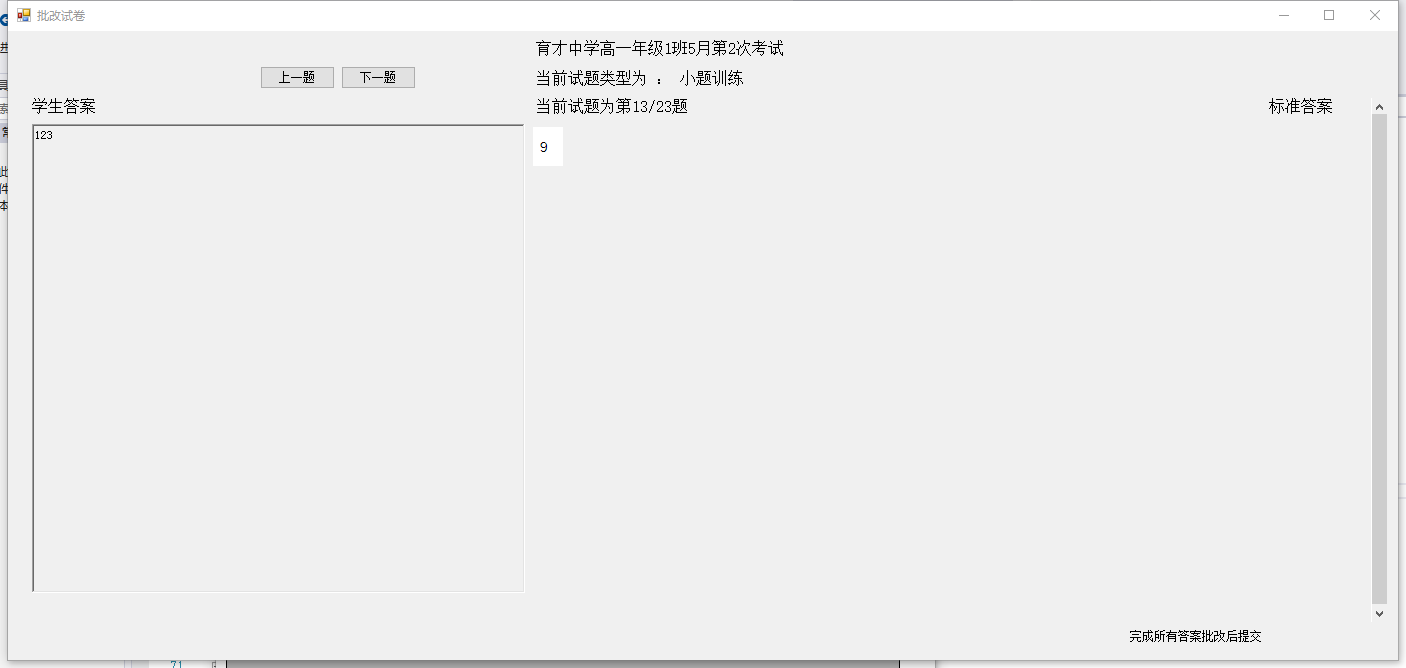 批改试卷
育才中学高一年级1班5月第2次考试
上一题 下一题
当前试题类型为 ： 小题训练
学生答案
当前试题为第13/23题
标准答案
123
9
完成所有答案批改后提交
71